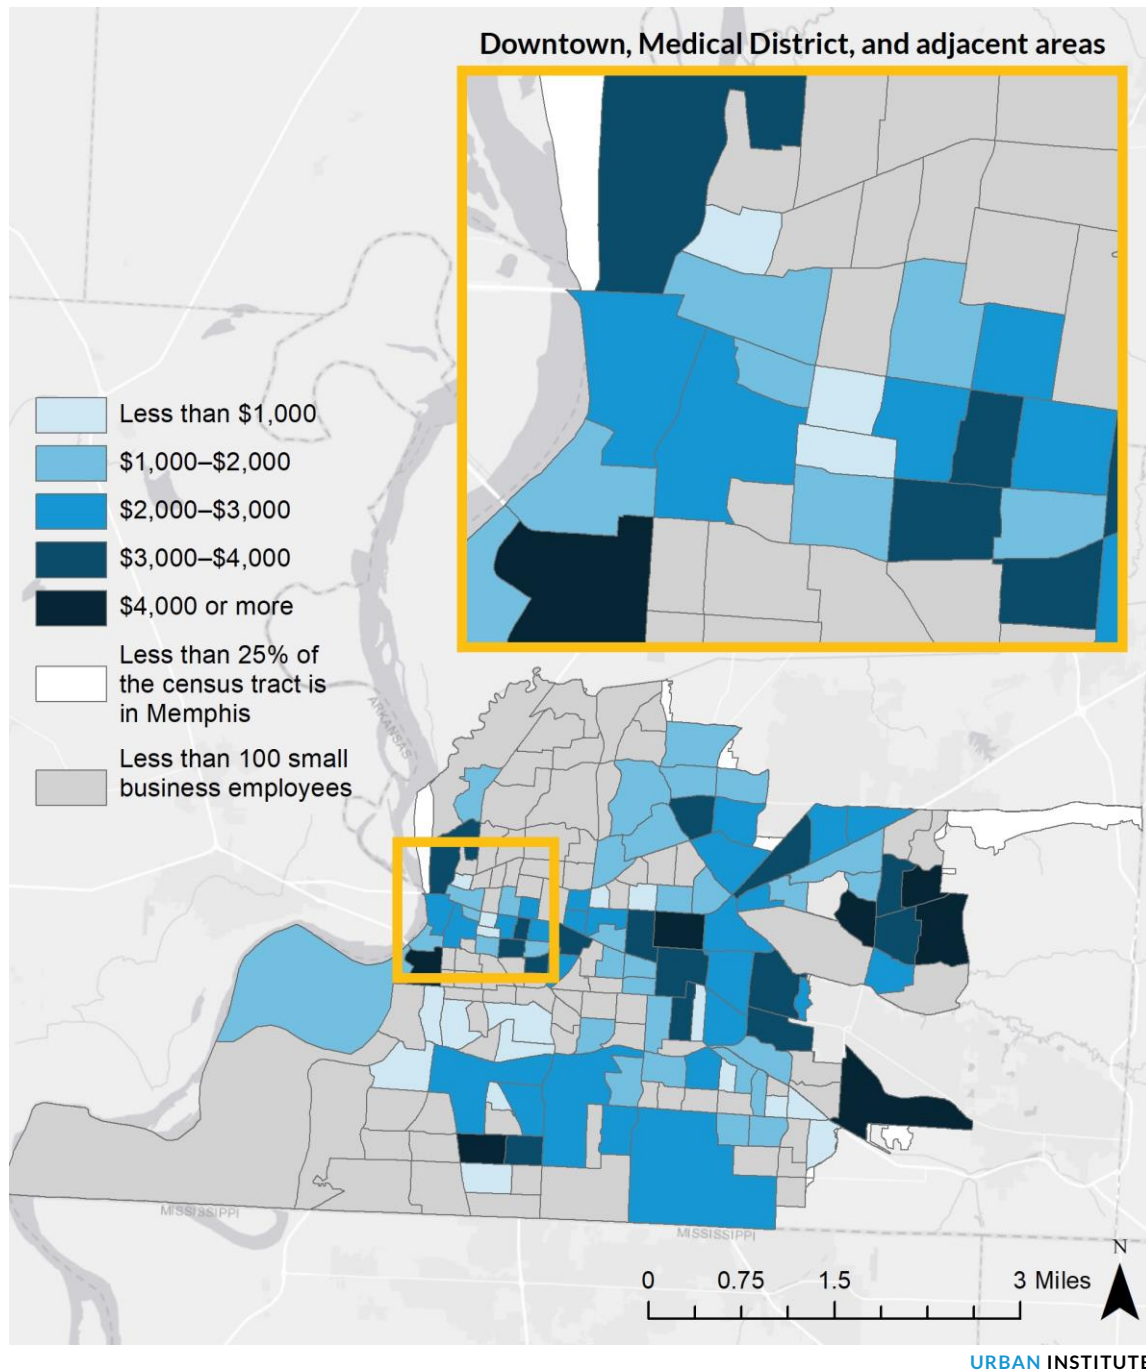 Downtown, Medical District, and adjacent areas
Less than $1,000
$1,000–$2,000
$2,000–$3,000
$3,000–$4,000
$4,000 or more
Less than 25% of
the census tract is
in Memphis
Less than 100 small
business employees
ARKANSAS
MISSISSIPPI
MISSISSIPPI
N
0 0.75 1.5 3 Miles
URBAN INSTITUTE